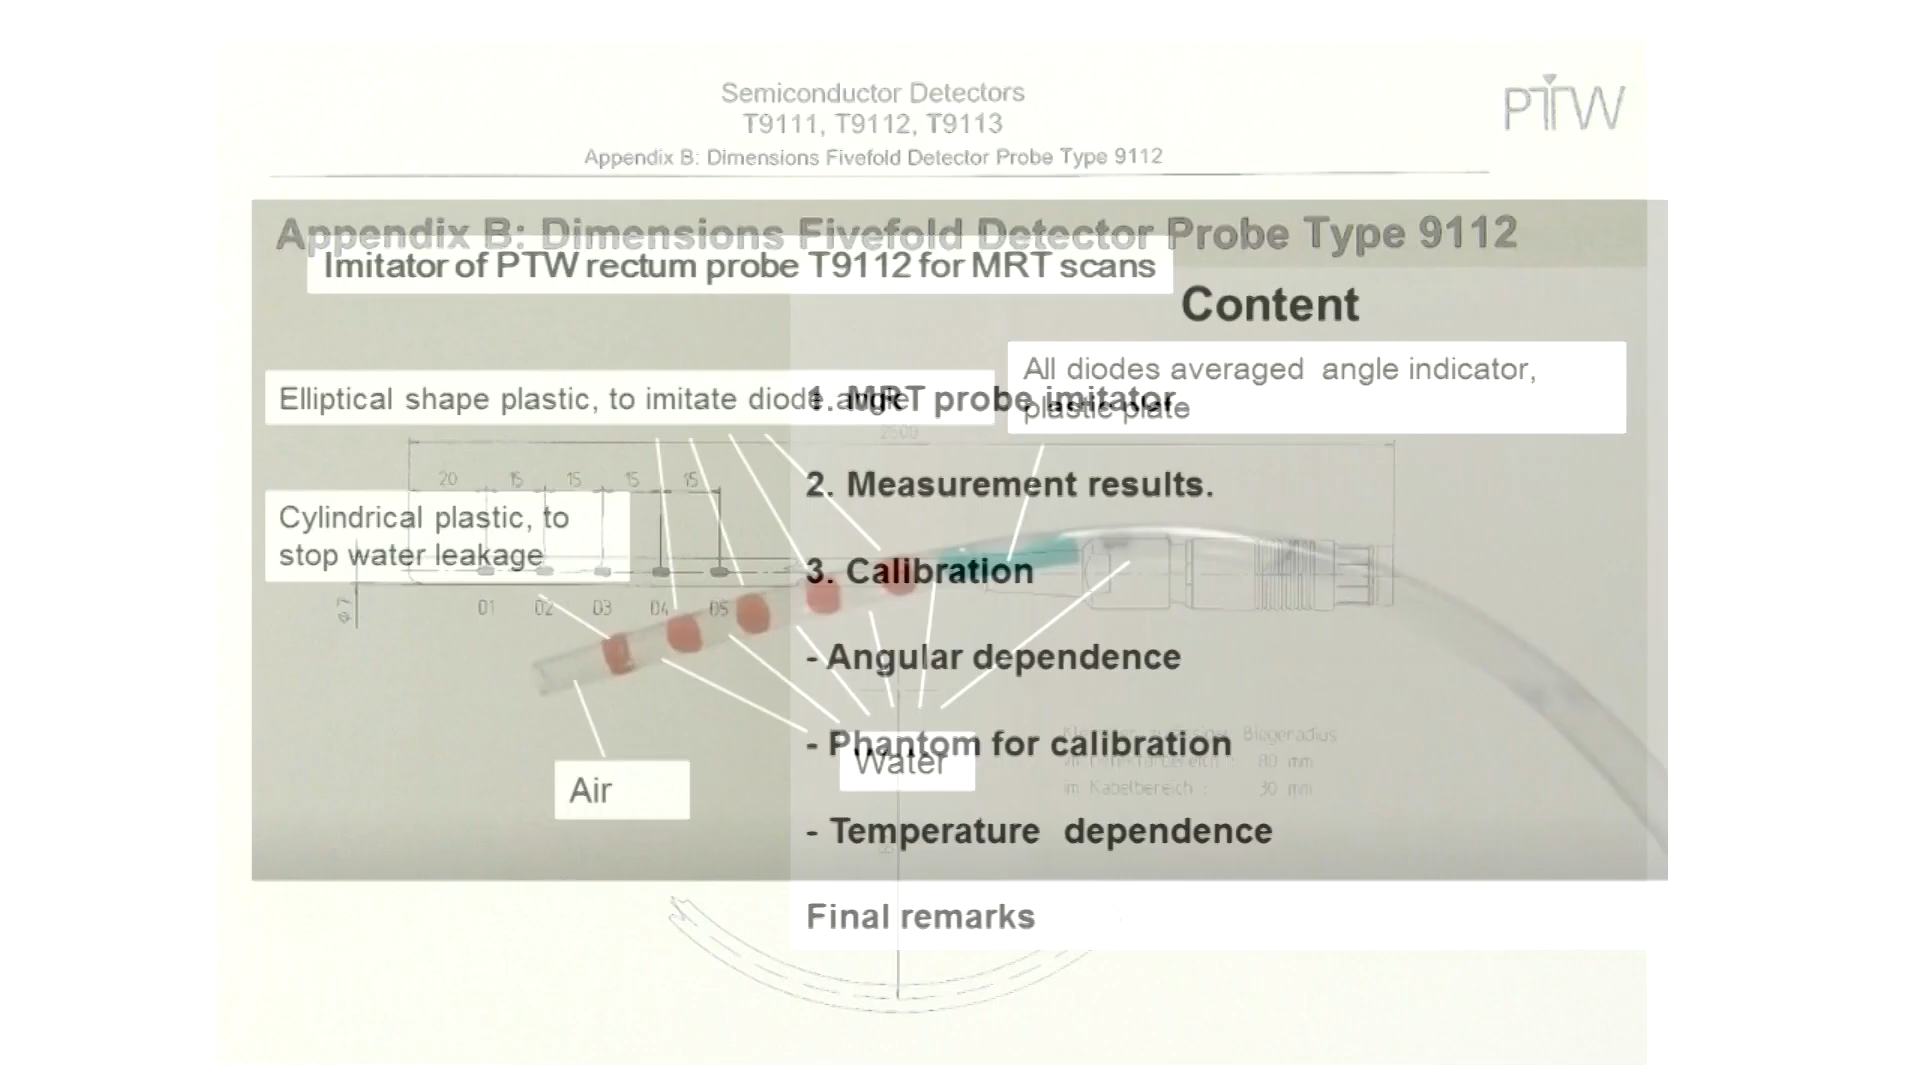 Semiconductor Detectors
T9111, T9112, T9113
PTW
Appendix B: Dimensions Fivefold Detector Probe Type 9112
Appendix B: Dimensions Fivefold Detector Probe Type 9112
Imitator of PTW rectum probe T9112 for MRT scans
Content
All diodes averaged angle indicator,
plastic plate
Elliptical shape plastic, to imitate diode angle
1. MRT probe imitator
2500
20 15 15 15 15
2. Measurement results.
Cylindrical plastic, to
stop water leakage
3. Calibration
ø 7
D1 D2 D3 D4 D5
- Angular dependence
- Phantom for calibration
Biegeradius
Water
80 mm
im Kabelbereich : 30 mm
Air
- Temperature dependence
Final remarks